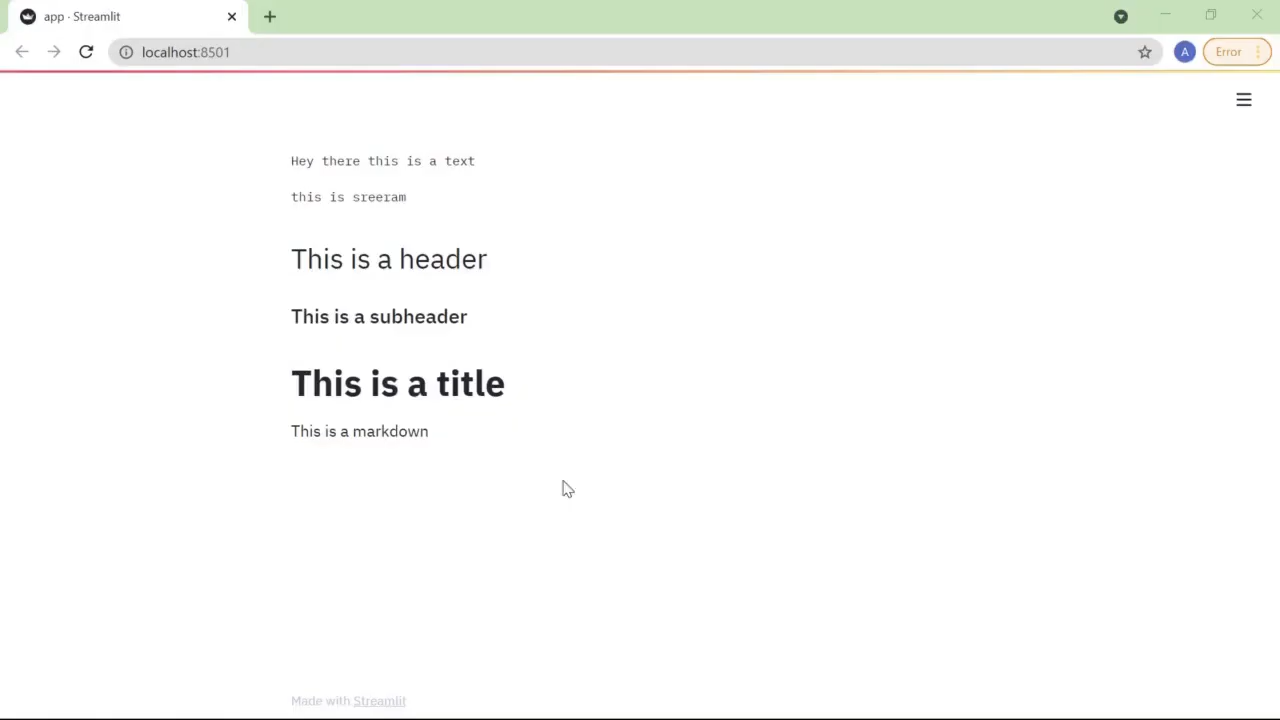 app · Streamlit
localhost:8501
A
Error
Hey there this is a text
this is sreeram
This is a header
This is a subheader
This is a title
This is a markdown
Made with Streamlit